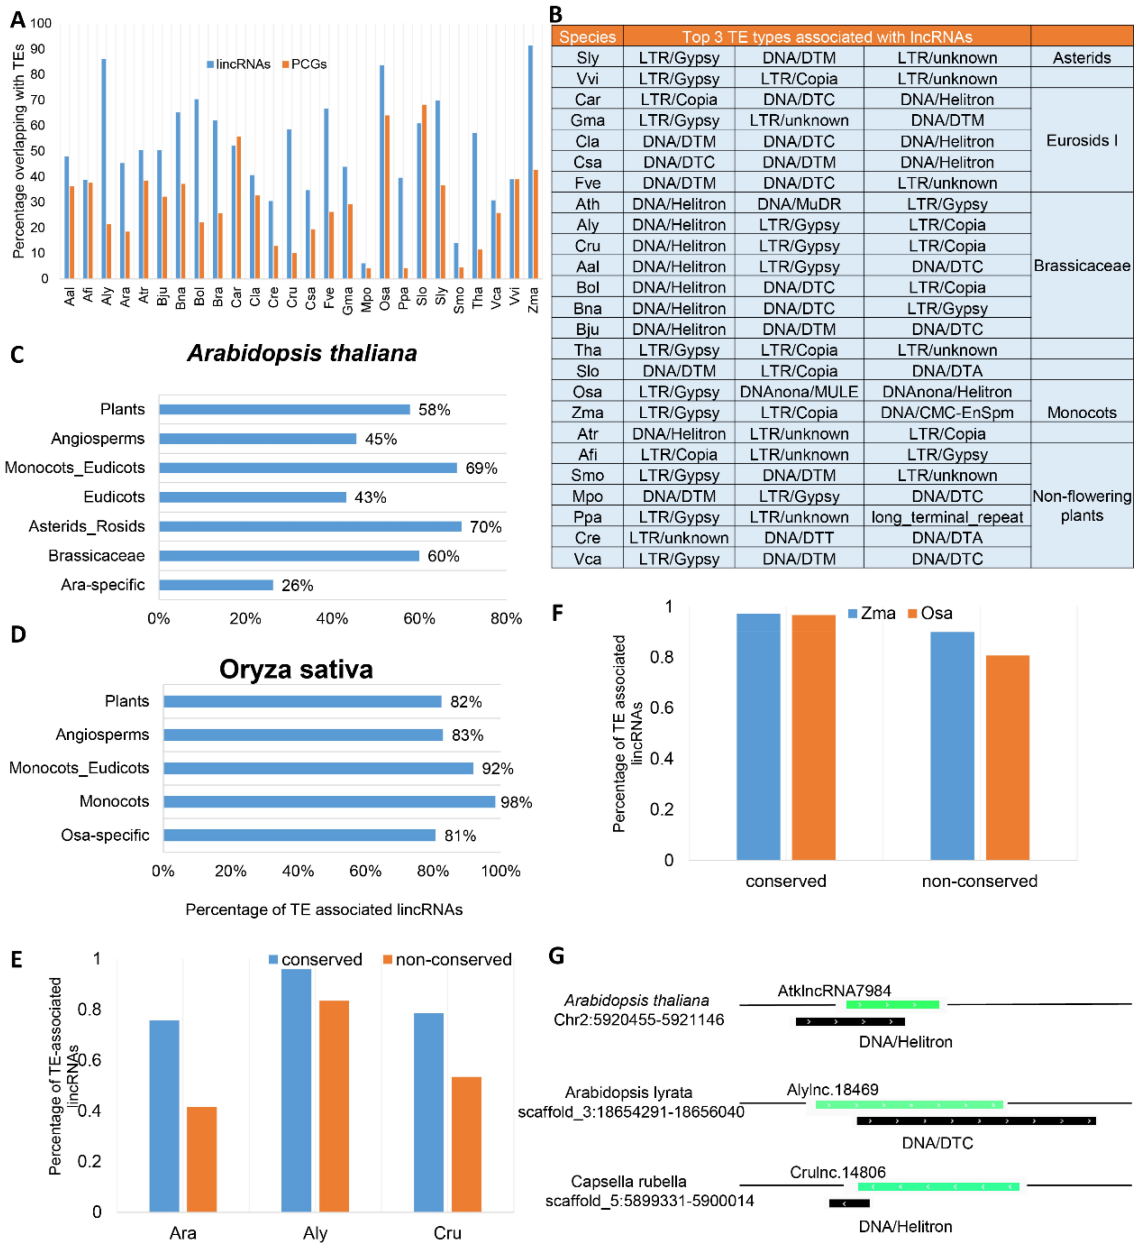 A
Percentage overlapping with TEs
100
90
80
70
60
50
40
30
20
10
0
lincRNAs
PCGs
Aal
Afi
Aly
Ara
Atr
Bju
Bna
Bol
Bra
Car
Cla
Cre
Cru
Csa
Fve
Gma
Mpo
Osa
Ppa
Slo
Sly
Smo
Tha
Vca
Vvi
Zma
B
Species Top 3 TE types associated with lncRNAs
Sly LTR/Gypsy DNA/DTM LTR/unknown Asterids
Vvi LTR/Gypsy LTR/Copia LTR/unknown
Car LTR/Copia DNA/DTC DNA/Helitron
Gma LTR/Gypsy LTR/unknown DNA/DTM
Cla DNA/DTM DNA/DTC DNA/Helitron Eurosids I
Csa DNA/DTC DNA/DTM DNA/Helitron
Fve DNA/DTM DNA/DTC LTR/unknown
Ath DNA/Helitron DNA/MuDR LTR/Gypsy
Aly DNA/Helitron LTR/Gypsy LTR/Copia
Cru DNA/Helitron LTR/Gypsy LTR/Copia
Aal DNA/Helitron LTR/Gypsy DNA/DTC Brassicaceae
Bol DNA/Helitron DNA/DTC LTR/Copia
Bna DNA/Helitron DNA/DTC LTR/Gypsy
Bju DNA/Helitron DNA/DTM DNA/DTC
Tha LTR/Gypsy LTR/Copia LTR/unknown
Slo DNA/DTM LTR/Copia DNA/DTA
Osa LTR/Gypsy DNAnona/MULE DNAnona/Helitron
Zma LTR/Gypsy LTR/Copia DNA/CMC-EnSpm Monocots
Atr DNA/Helitron LTR/unknown LTR/Copia
Afi LTR/Copia LTR/unknown LTR/Gypsy
Smo LTR/Gypsy DNA/DTM LTR/unknown
Mpo DNA/DTM LTR/Gypsy DNA/DTC Non-flowering
Ppa LTR/Gypsy LTR/unknown long_terminal_repeat plants
Cre LTR/unknown DNA/DTT DNA/DTA
Vca LTR/Gypsy DNA/DTM DNA/DTC
C
Arabidopsis thaliana
Plants 58%
Angiosperms 45%
Monocots_Eudicots 69%
Eudicots 43%
Asterids_Rosids 70%
Brassicaceae 60%
Ara-specific 26%
0% 20% 40% 60% 80%
D
Oryza sativa
Plants 82%
Angiosperms 83%
Monocots_Eudicots 92%
Monocots 98%
Osa-specific 81%
0% 20% 40% 60% 80% 100%
Percentage of TE associated lincRNAs
E
Percentage of TE-associated
lincRNAs
conserved non-conserved
1
0.8
0.6
0.4
0.2
0
Ara Aly Cru
F
Percentage of TE associated
lincRNAs
Zma Osa
1
0.8
0.6
0.4
0.2
0
conserved non-conserved
G
AtklncRNA7984
Arabidopsis thaliana
Chr2:5920455-5921146
DNA/Helitron
Alylnc.18469
Arabidopsis lyrata
scaffold_3:18654291-18656040
DNA/DTC
Crulnc.14806
Capsella rubella
scaffold_5:5899331-5900014
DNA/Helitron